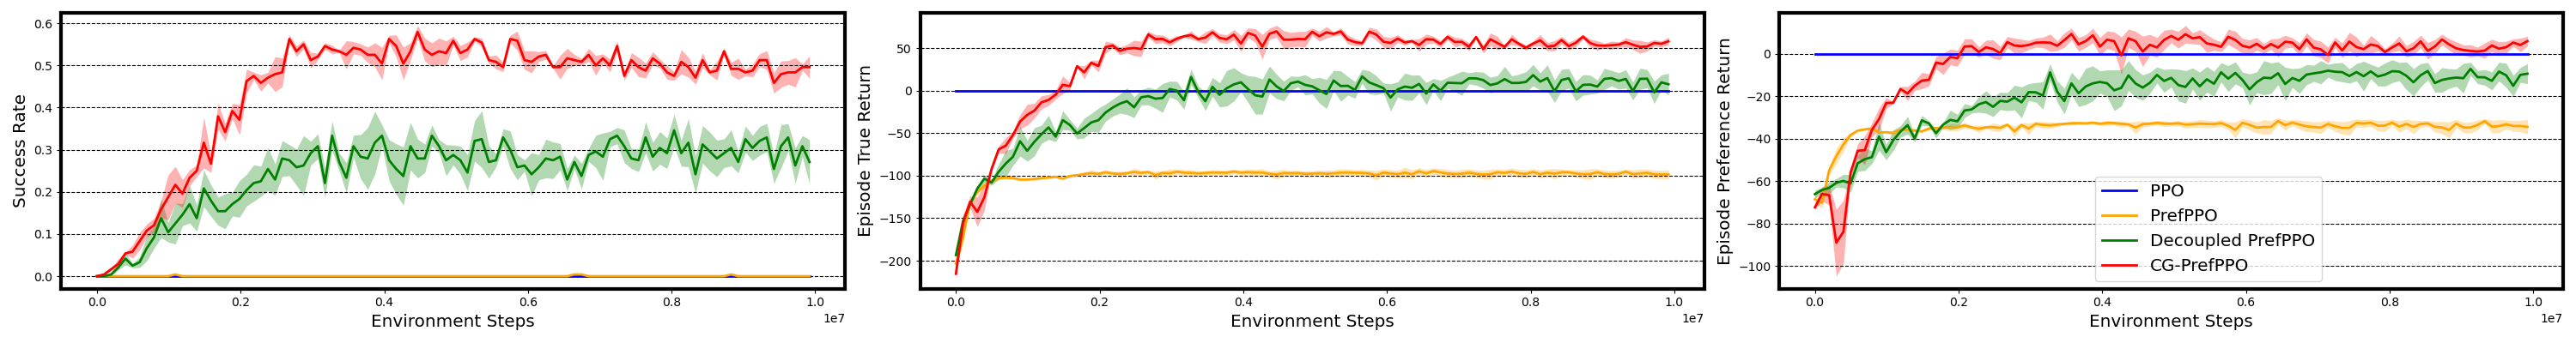 Success Rate
0.6
0.5
0.4
0.3
0.2
0.1
0.0
0.0 0.2 0.4 0.6 0.8 1.0
1e7
Environment Steps
Episode True Return
50
0
−50
−100
−150
−200
0.0 0.2 0.4 0.6 0.8 1.0
1e7
Environment Steps
Episode Preference Return
0
−20
−40
−60
−80
−100
PPO
PrefPPO
Decoupled PrefPPO
CG-PrefPPO
0.0 0.2 0.4 0.6 0.8 1.0
1e7
Environment Steps